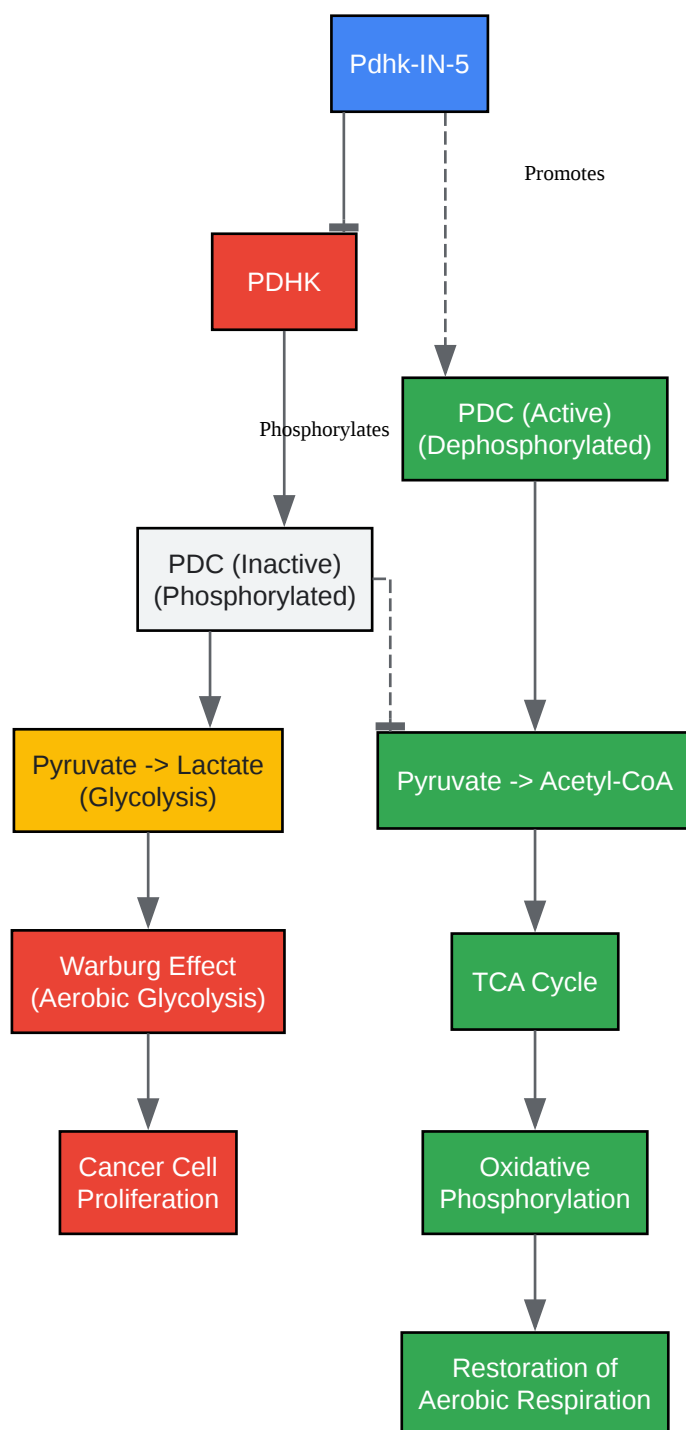 Pdhk-IN-5
Promotes
PDHK
Phosphorylates
PDC (Active)
(Dephosphorylated)
PDC (Inactive)
(Phosphorylated)
Pyruvate -> Lactate
(Glycolysis)
Pyruvate -> Acetyl-CoA
Warburg Effect
(Aerobic Glycolysis)
TCA Cycle
Cancer Cell
Proliferation
Oxidative
Phosphorylation
Restoration of
Aerobic Respiration